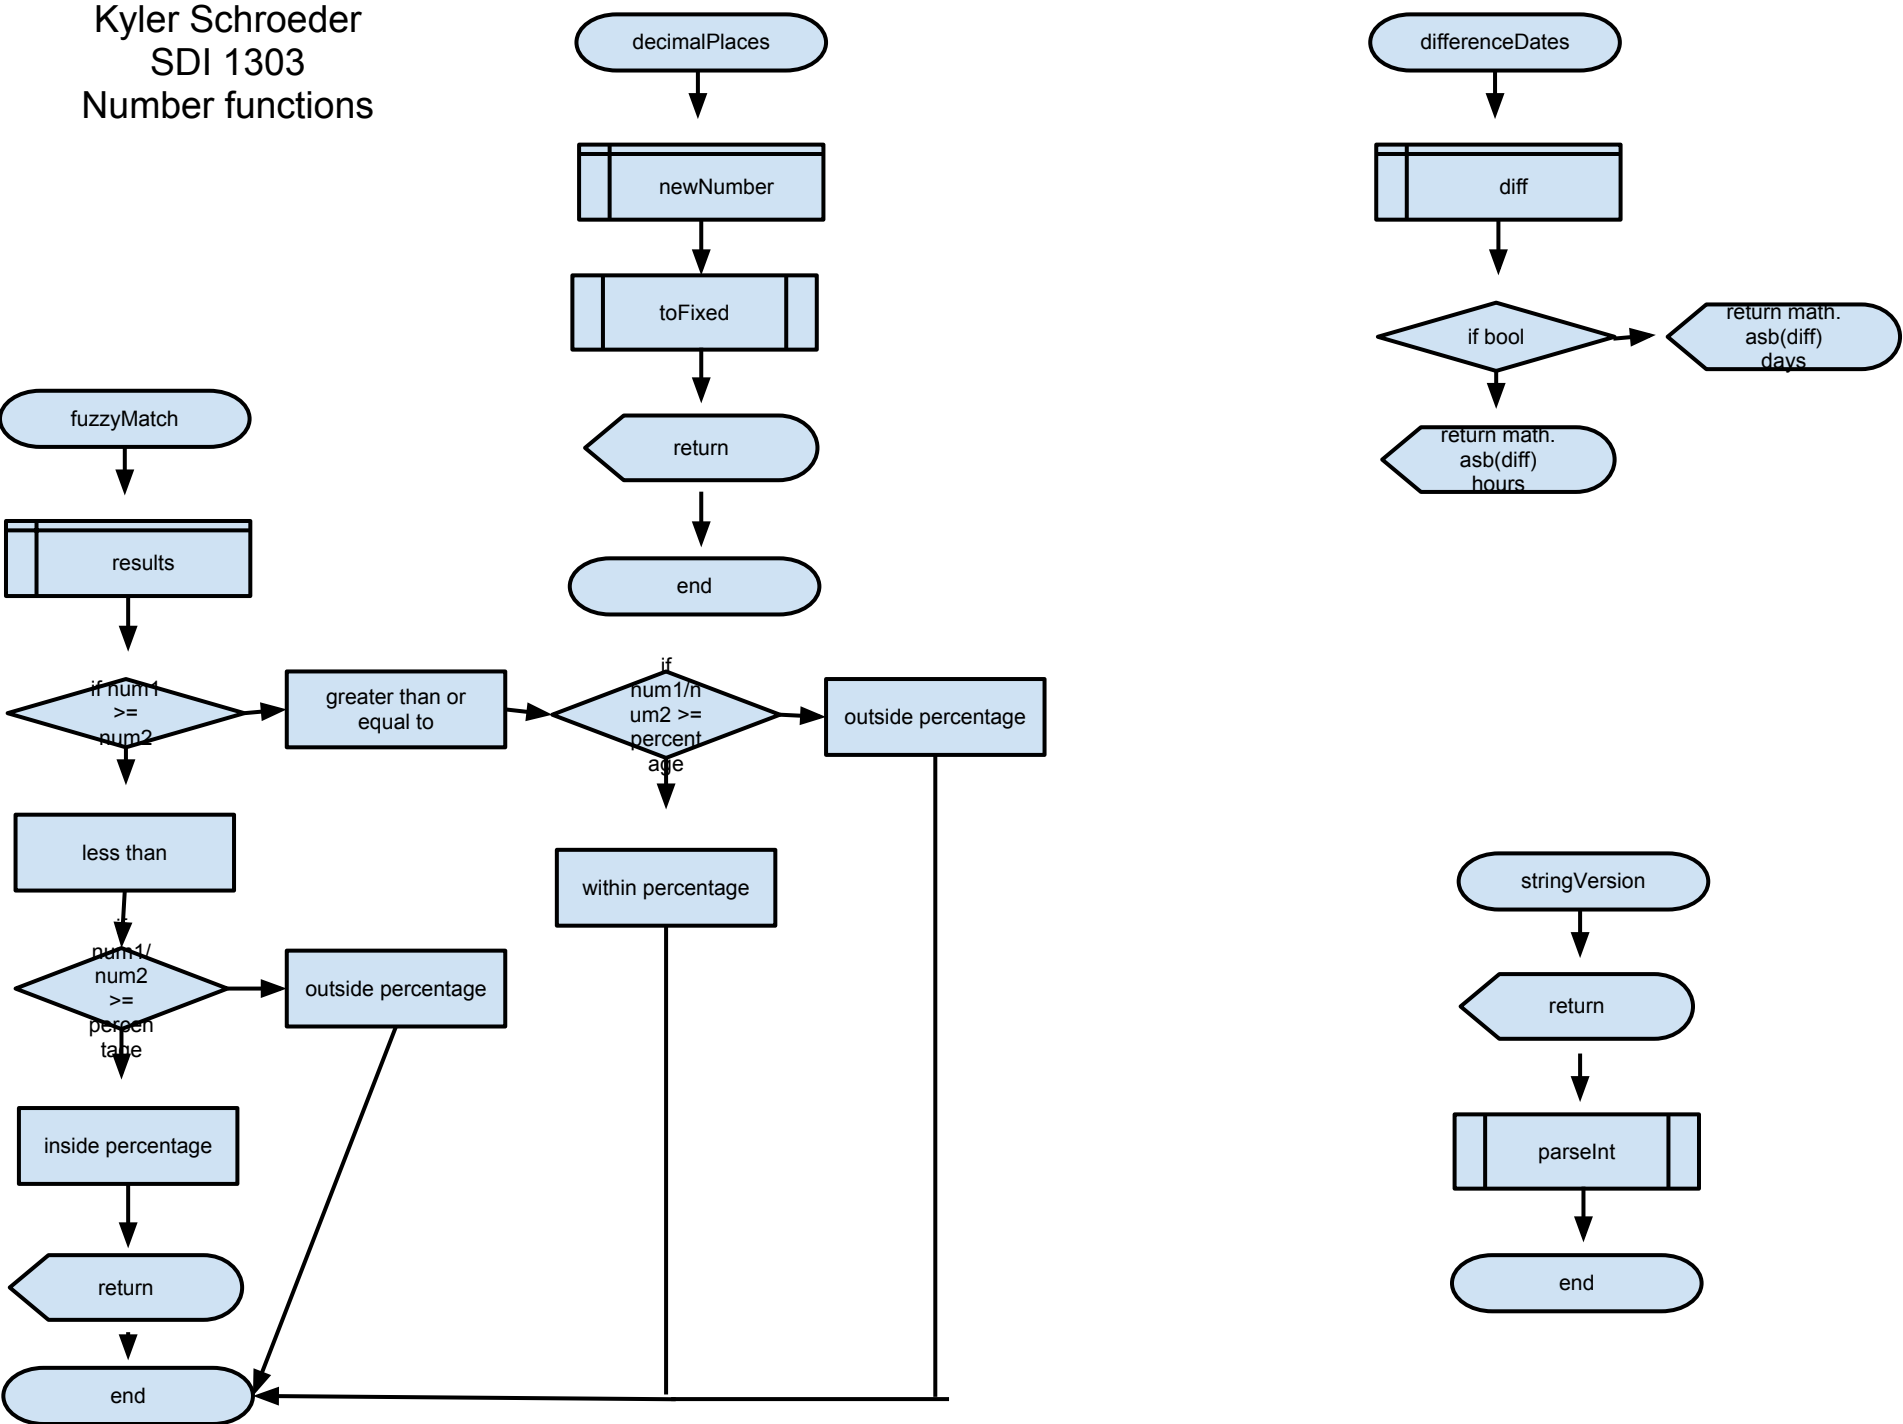 Kyler Schroeder
SDI 1303
Number functions
decimalPlaces
newNumber
toFixed
return
end
differenceDates
diff
if bool
return math.
asb(diff)
days
return math.
asb(diff)
hours
fuzzyMatch
results
if num1
>=
num2
greater than or
equal to
if
num1/n
um2 >=
percent
age
outside percentage
less than
within percentage
if
num1/
num2
>=
percen
tage
outside percentage
inside percentage
return
end
stringVersion
return
parseInt
end